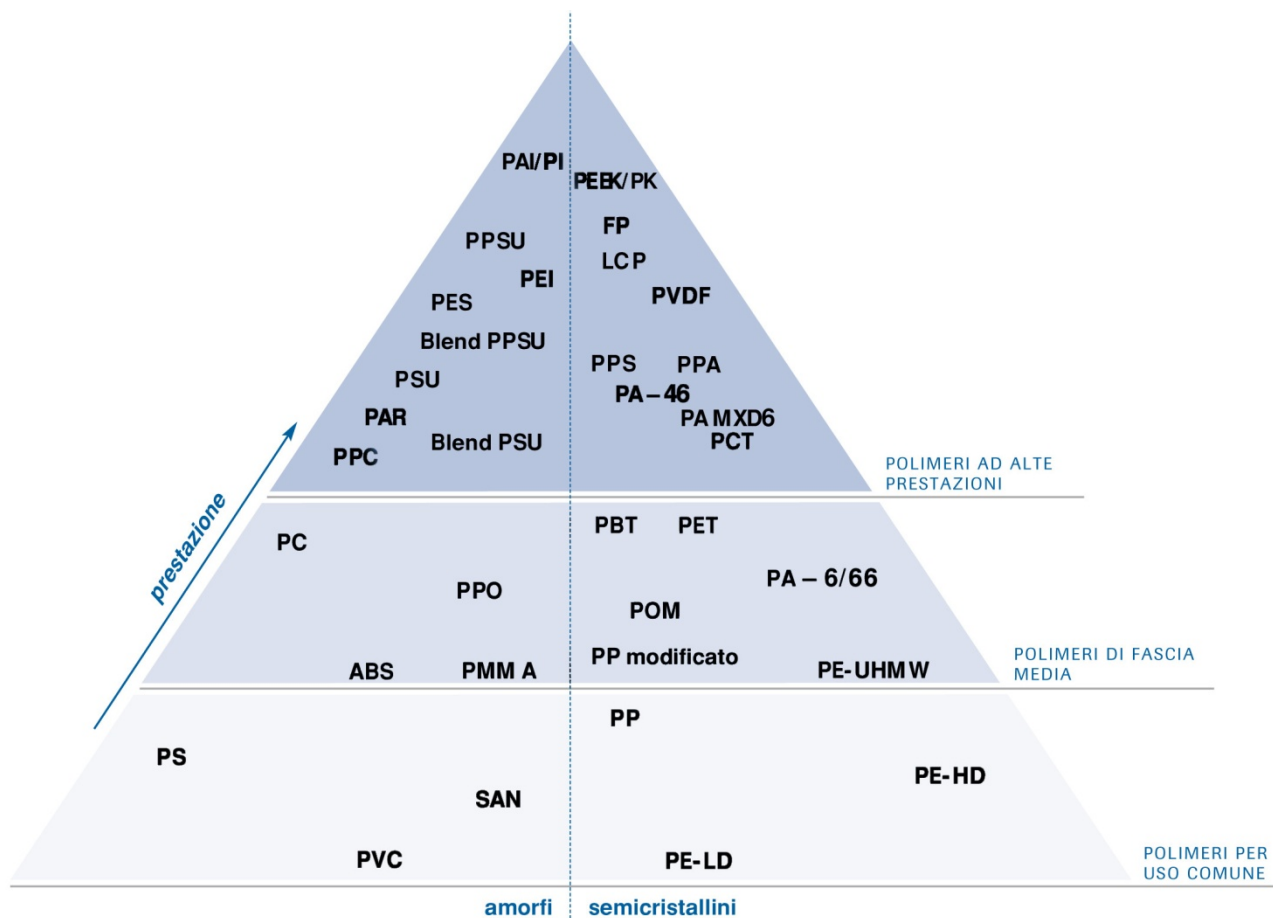 PAI/PI
PEEK/PK
FP
PPSU
LCP
PEI
PVDF
PES
Blend PPSU
PPS
PPA
PSU
PA – 46
PAR
PA MXD6
Blend PSU
PCT
PPC
POLIMERI AD ALTE
PRESTAZIONI
prestazione
PBT
PET
PC
PA – 6/66
PPO
POM
PP modificato
ABS
PMM A
PE-UHM W
POLIMERI DI FASCIA
MEDIA
PP
PS
PE-HD
SAN
PVC
PE-LD
POLIMERI PER
USO COMUNE
amorfi
semicristallini